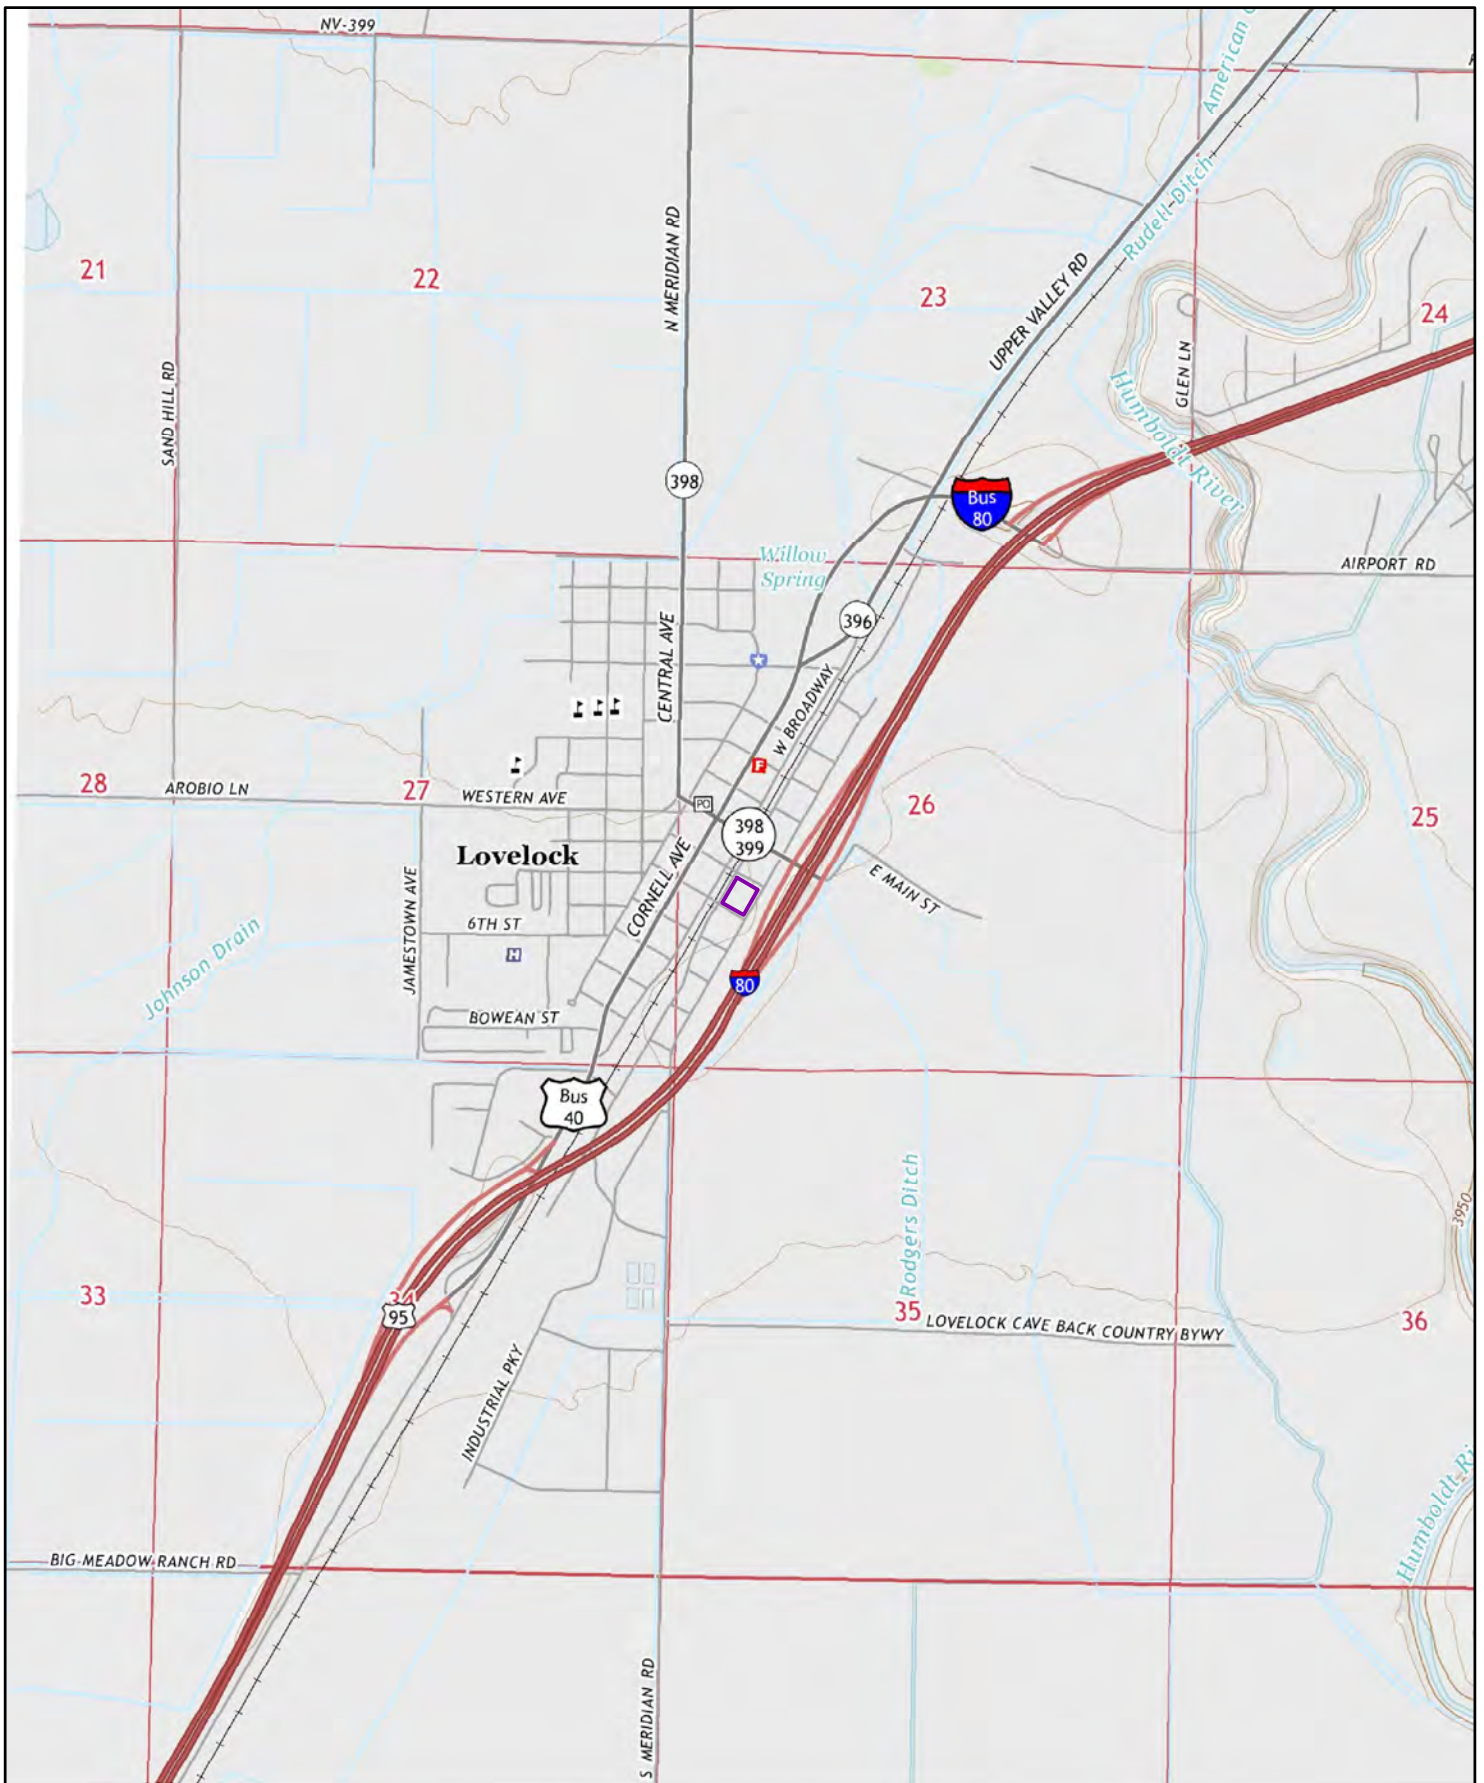 NV-399
American
Rudell Ditch
N MERIDIAN RD
21
22
23
24
UPPER VALLEY RD
SAND HILL RD
GLEN LN
Humboldt River
398
Bus
80
Willow
Spring
AIRPORT RD
CENTRAL AVE
396
W BROADWAY
F
28
AROBIO LN
27
WESTERN AVE
PO
26
25
398
399
Lovelock
CORNELL AVE
E MAIN ST
JAMESTOWN AVE
6TH ST
H
Johnson Drain
80
BOWEAN ST
Bus
40
Rodgers Ditch
3950
33
34
95
35
LOVELOCK CAVE BACK COUNTRY BYWY
36
INDUSTRIAL PKY
Humboldt
BIG MEADOW RANCH RD
S MERIDIAN RD